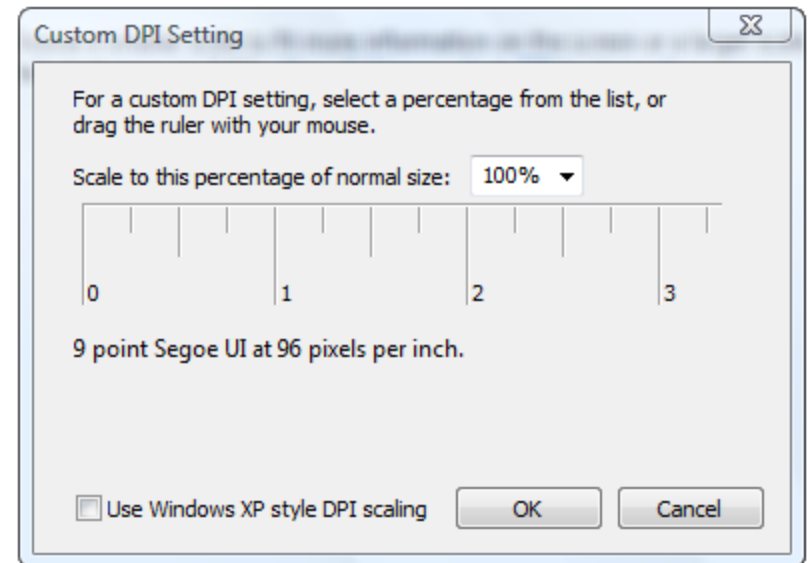 Custom DPI Setting
For a custom DPI setting, select a percentage from the list, or
drag the ruler with your mouse.
Scale to this percentage of normal size: 100%
0 1 2 3
9 point Segoe UI at 96 pixels per inch.
Use Windows XP style DPI scaling OK Cancel